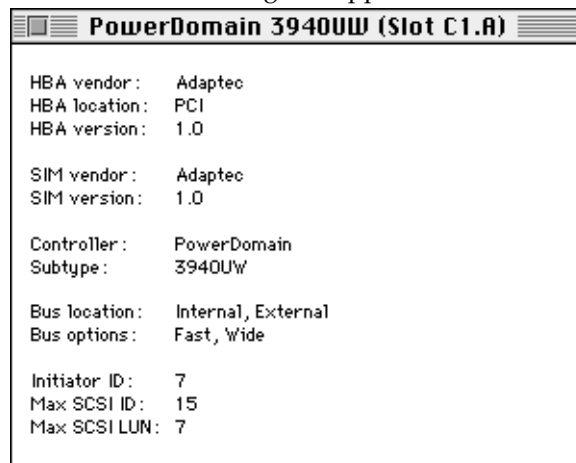 PowerDomain 3940UW (Slot C1.A)
HBA vendor: Adaptec
HBA location: PCI
HBA version: 1.0
SIM vendor: Adaptec
SIM version: 1.0
Controller: PowerDomain
Subtype: 3940UW
Bus location: Internal, External
Bus options: Fast, Wide
Initiator ID: 7
Max SCSI ID: 15
Max SCSI LUN: 7